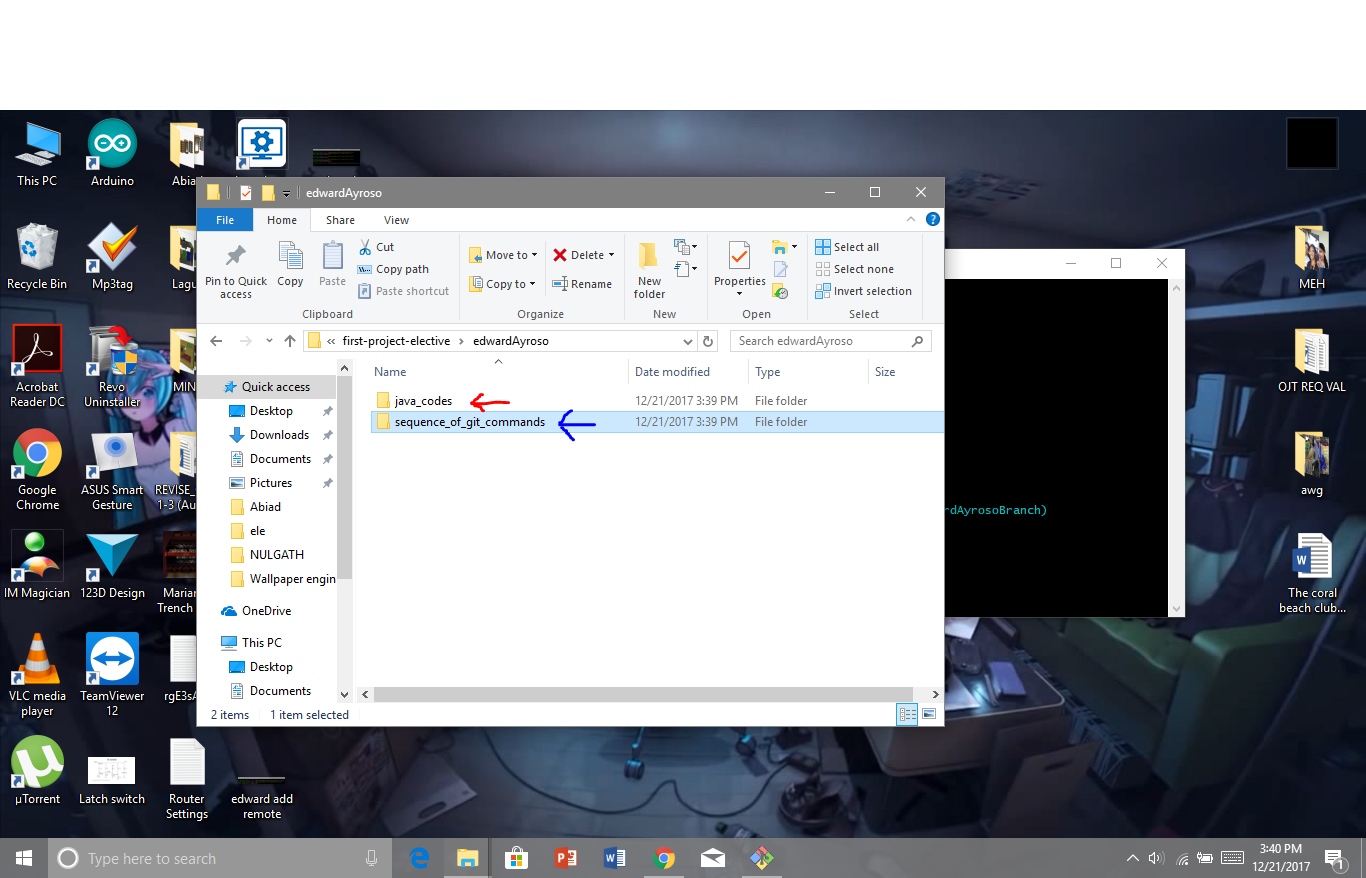 This PC
Arduino
Abia
edwardAyroso
File
Home
Share
View
Pin to Quick
access
Copy
Paste
Cut
Copy path
Paste shortcut
Clipboard
Move to
Copy to
Delete
Rename
Organize
New
folder
New
Properties
Open
Select all
Select none
Invert selection
Select
first-project-elective
edwardAyroso
Search edwardAyroso
Name
Date modified
Type
Size
java_codes
12/21/2017 3:39 PM
File folder
sequence_of_git_commands
12/21/2017 3:39 PM
File folder
Quick access
Desktop
Downloads
Documents
Pictures
Abiad
ele
NULGATH
Wallpaper engin
OneDrive
This PC
Desktop
Documents
2 items
1 item selected
rdAyrosoBranch)
Recycle Bin
Mp3tag
Lagu
Acrobat
Reader DC
Revo
Uninstaller
MIN
Google
Chrome
ASUS Smart
Gesture
REVISE_
1-3 (Au
IM Magician
123D Design
Marian
Trench
VLC media
player
TeamViewer
12
rgE3sA
µTorrent
Latch switch
Router
Settings
edward add
remote
MEH
OJT REQ VAL
awg
The coral
beach club...
Type here to search
3:40 PM
12/21/2017
1